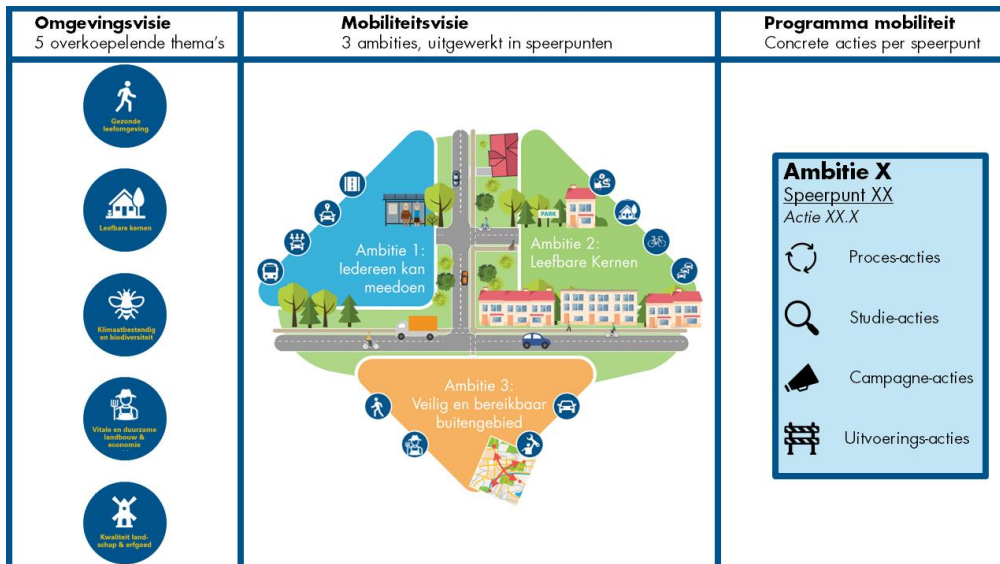 Omgevingsvisie
5 overkoepelende thema's
Gezonde
leefomgeving
Leefbare kernen
Klimaatbestendig
en biodiversiteit
Vitale en duurzame
landbouw &
economie
Kwaliteit land-
schap & erfgoed
Mobiliteitsvisie
3 ambities, uitgewerkt in speerpunten
PARK
Ambitie 1:
Iedereen kan
meedoen
Ambitie 2:
Leefbare Kernen
Ambitie 3:
Veilig en bereikbaar
buitengebied
Programma mobiliteit
Concrete acties per speerpunt
Ambitie X
Speerpunt XX
Actie XX.X
Proces-acties
Studie-acties
Campagne-acties
Uitvoerings-acties